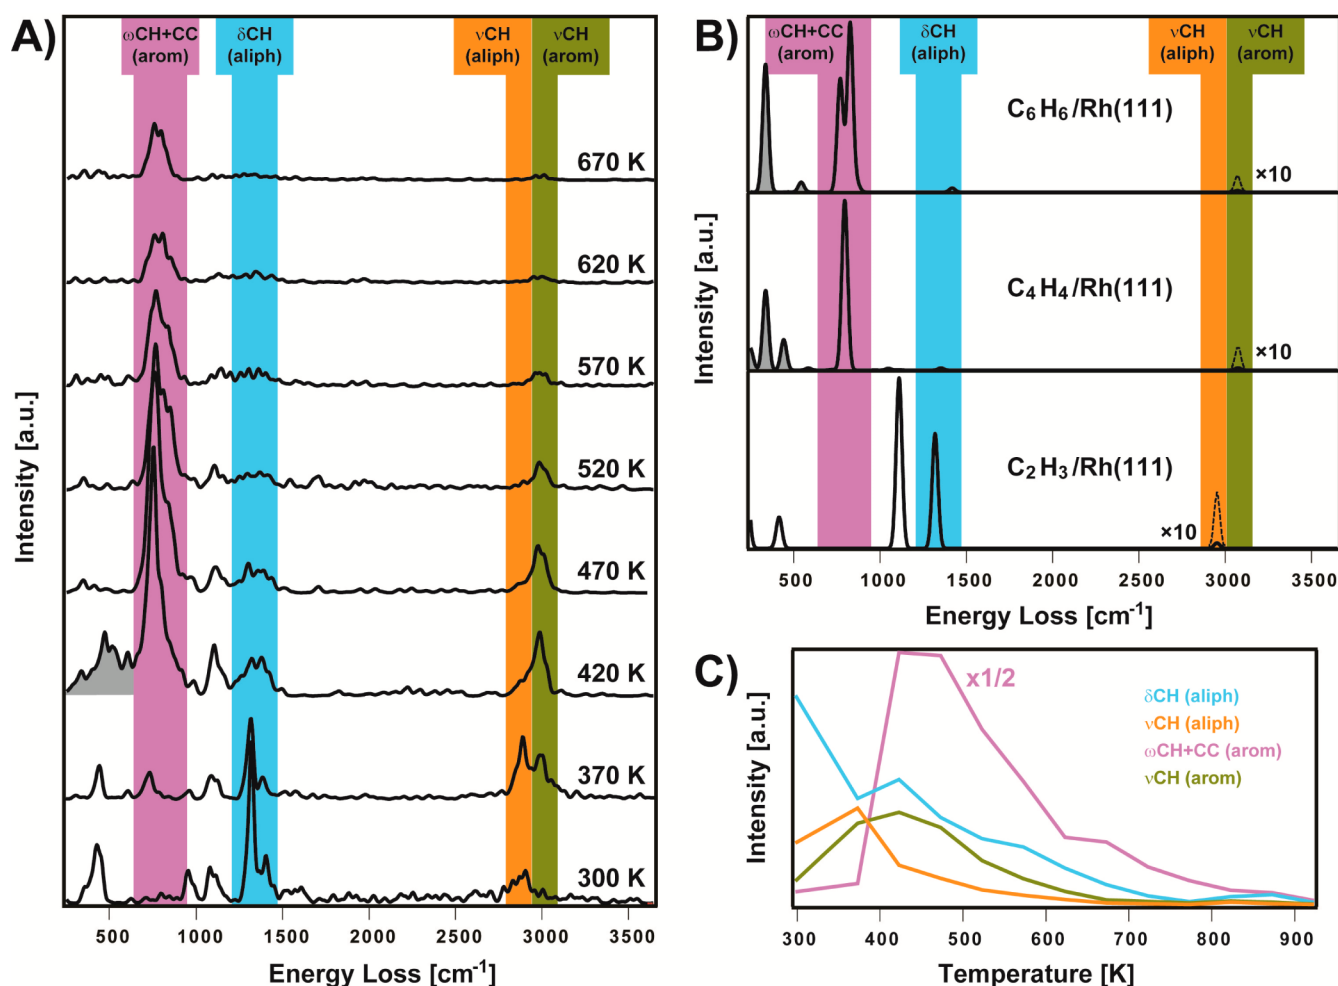 A)
ωCH+CC
(arom)
δCH
(aliph)
νCH
(aliph)
νCH
(arom)
670 K
620 K
570 K
520 K
470 K
420 K
370 K
300 K
Intensity [a.u.]
500 1000 1500 2000 2500 3000 3500
Energy Loss [cm⁻¹]
B)
ωCH+CC
(arom)
δCH
(aliph)
νCH
(aliph)
νCH
(arom)
C₆H₆/Rh(111)
×10
C₄H₄/Rh(111)
×10
C₂H₃/Rh(111)
×10
Intensity [a.u.]
500 1000 1500 2000 2500 3000 3500
Energy Loss [cm⁻¹]
C)
x1/2
δCH (aliph)
νCH (aliph)
ωCH+CC (arom)
νCH (arom)
Intensity [a.u.]
300 400 500 600 700 800 900
Temperature [K]